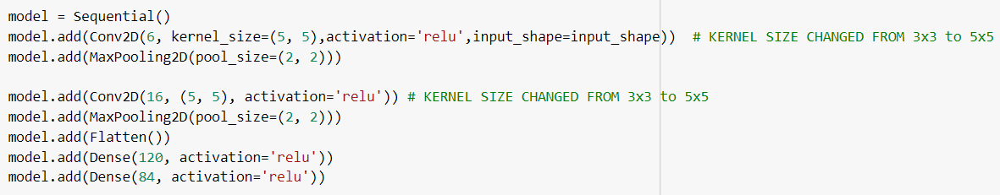 model = Sequential()
model.add(Conv2D(6, kernel_size=(5, 5),activation='relu',input_shape=input_shape))  # KERNEL SIZE CHANGED FROM 3x3 to 5x5
model.add(MaxPooling2D(pool_size=(2, 2)))
model.add(Conv2D(16, (5, 5), activation='relu')) # KERNEL SIZE CHANGED FROM 3x3 to 5x5
model.add(MaxPooling2D(pool_size=(2, 2)))
model.add(Flatten())
model.add(Dense(120, activation='relu'))
model.add(Dense(84, activation='relu'))